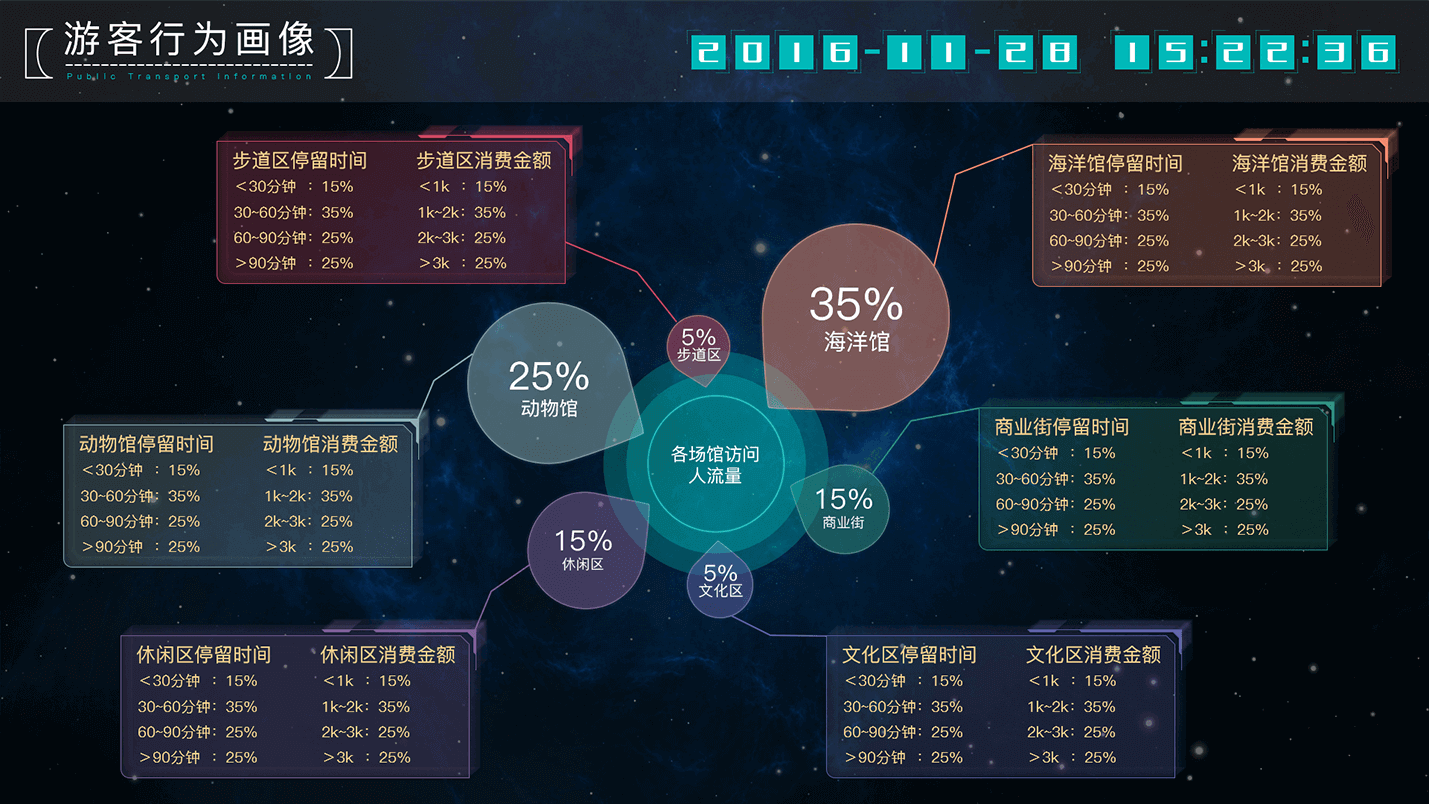 游客行为画像
Public Transport Information
2016-11-28 15:22:36
步道区停留时间 步道区消费金额
<30分钟 : 15% <1k : 15%
30~60分钟: 35% 1k~2k: 35%
60~90分钟: 25% 2k~3k: 25%
>90分钟 : 25% >3k : 25%
海洋馆停留时间 海洋馆消费金额
<30分钟 : 15% <1k : 15%
30~60分钟: 35% 1k~2k: 35%
60~90分钟: 25% 2k~3k: 25%
>90分钟 : 25% >3k : 25%
35%
海洋馆
5%
步道区
25%
动物馆
动物馆停留时间 动物馆消费金额
<30分钟 : 15% <1k : 15%
30~60分钟: 35% 1k~2k: 35%
60~90分钟: 25% 2k~3k: 25%
>90分钟 : 25% >3k : 25%
各场馆访问
人流量
商业街停留时间 商业街消费金额
<30分钟 : 15% <1k : 15%
30~60分钟: 35% 1k~2k: 35%
60~90分钟: 25% 2k~3k: 25%
>90分钟 : 25% >3k : 25%
15%
商业街
15%
休闲区
5%
文化区
休闲区停留时间 休闲区消费金额
<30分钟 : 15% <1k : 15%
30~60分钟: 35% 1k~2k: 35%
60~90分钟: 25% 2k~3k: 25%
>90分钟 : 25% >3k : 25%
文化区停留时间 文化区消费金额
<30分钟 : 15% <1k : 15%
30~60分钟: 35% 1k~2k: 35%
60~90分钟: 25% 2k~3k: 25%
>90分钟 : 25% >3k : 25%